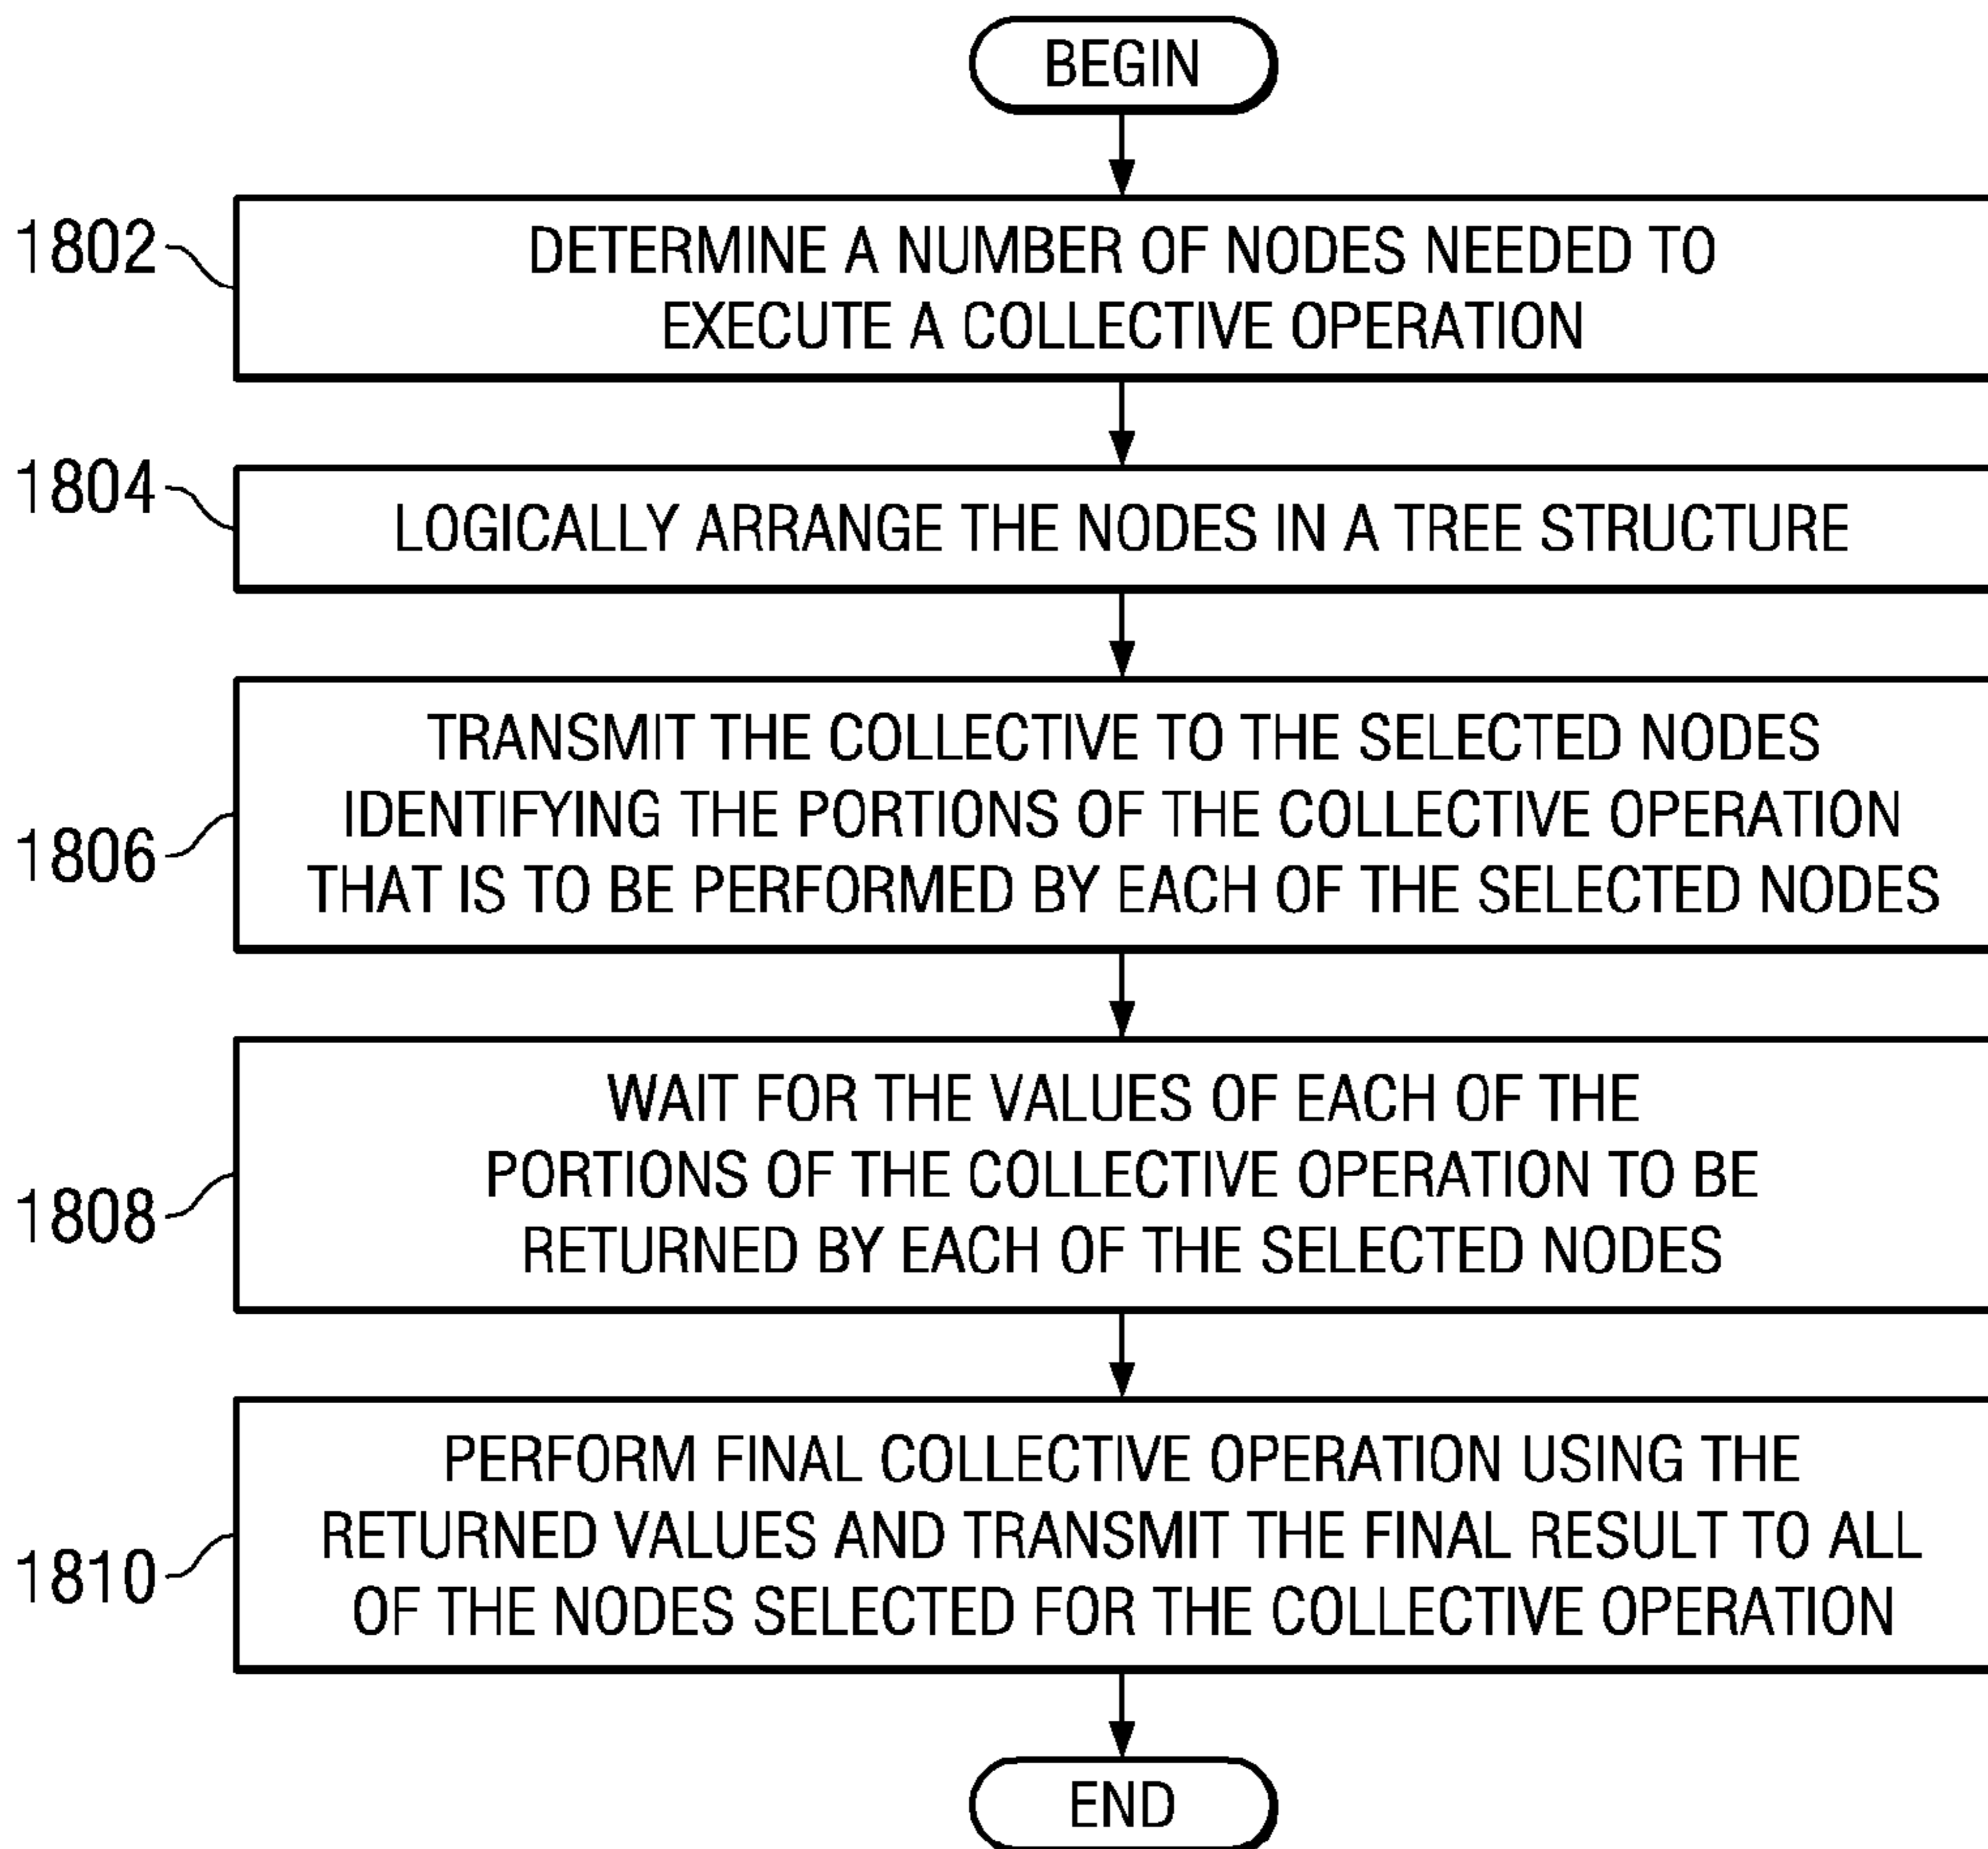 BEGIN
1802
DETERMINE A NUMBER OF NODES NEEDED TO
EXECUTE A COLLECTIVE OPERATION
1804
LOGICALLY ARRANGE THE NODES IN A TREE STRUCTURE
TRANSMIT THE COLLECTIVE TO THE SELECTED NODES
IDENTIFYING THE PORTIONS OF THE COLLECTIVE OPERATION
THAT IS TO BE PERFORMED BY EACH OF THE SELECTED NODES
1806
WAIT FOR THE VALUES OF EACH OF THE
PORTIONS OF THE COLLECTIVE OPERATION TO BE
RETURNED BY EACH OF THE SELECTED NODES
1808
PERFORM FINAL COLLECTIVE OPERATION USING THE
RETURNED VALUES AND TRANSMIT THE FINAL RESULT TO ALL
OF THE NODES SELECTED FOR THE COLLECTIVE OPERATION
1810
END